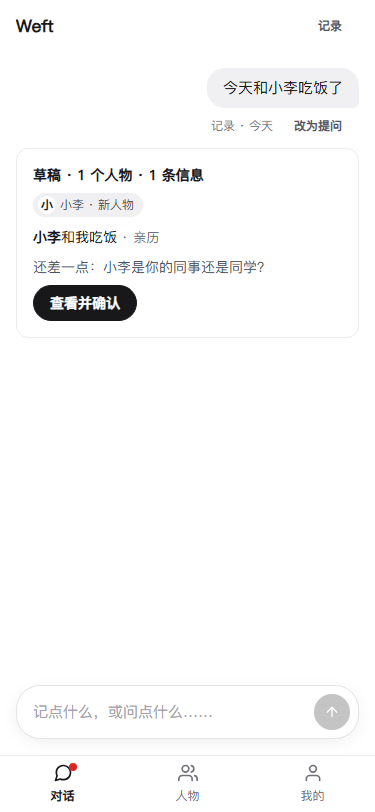 Weft
记录
今天和小李吃饭了
记录 · 今天 改为提问
草稿 · 1 个人物 · 1 条信息
小 小李 · 新人物
小李和我吃饭 · 亲历
还差一点：小李是你的同事还是同学？
查看并确认
记点什么，或问点什么……
对话 人物 我的